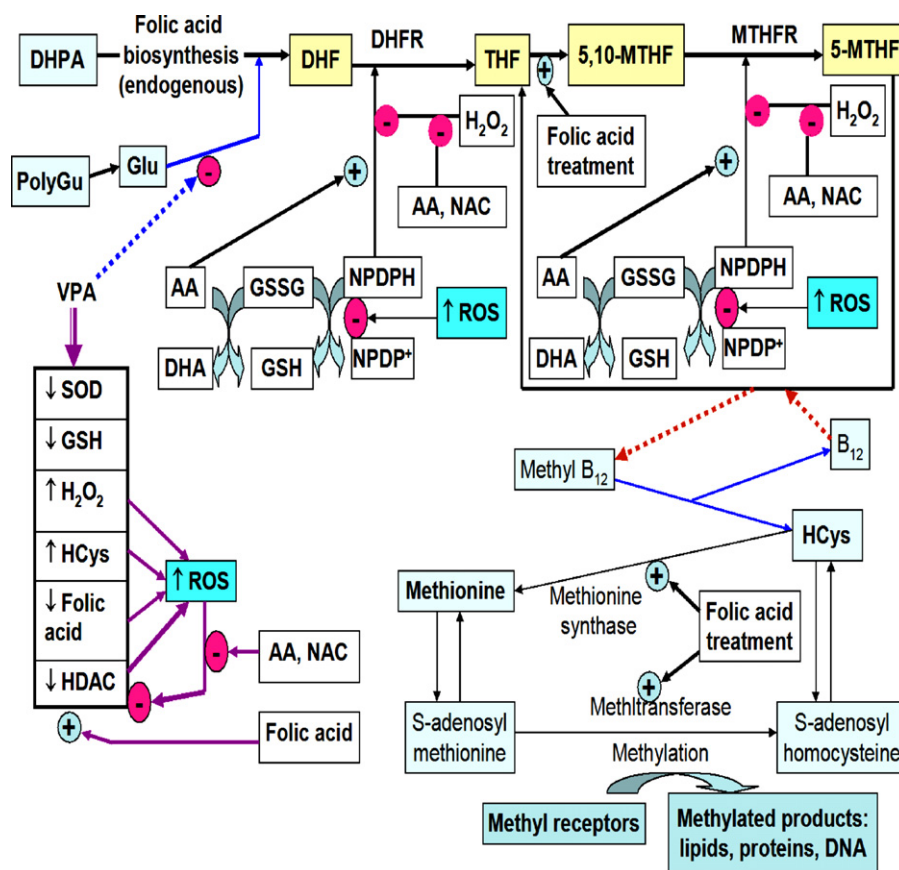 DHPA
Folic acid
biosynthesis
(endogenous)
DHF
DHFR
THF
+
5,10-MTHF
MTHFR
5-MTHF
PolyGu
Glu
-
+
-
-
H₂O₂
AA, NAC
Folic acid
treatment
+
-
-
H₂O₂
AA, NAC
VPA
AA
GSSG
NPDPH
-
↑ ROS
DHA
GSH
NPDP⁺
AA
GSSG
NPDPH
-
↑ ROS
DHA
GSH
NPDP⁺
↓ SOD
↓ GSH
↑ H₂O₂
↑ HCys
↓ Folic
acid
↓ HDAC
↑ ROS
-
AA, NAC
-
+
Folic acid
Methyl B₁₂
B₁₂
HCys
Methionine
+
Methionine
synthase
Folic acid
treatment
+
Methltransferase
S-adenosyl
methionine
Methylation
S-adenosyl
homocysteine
Methyl receptors
Methylated products:
lipids, proteins, DNA